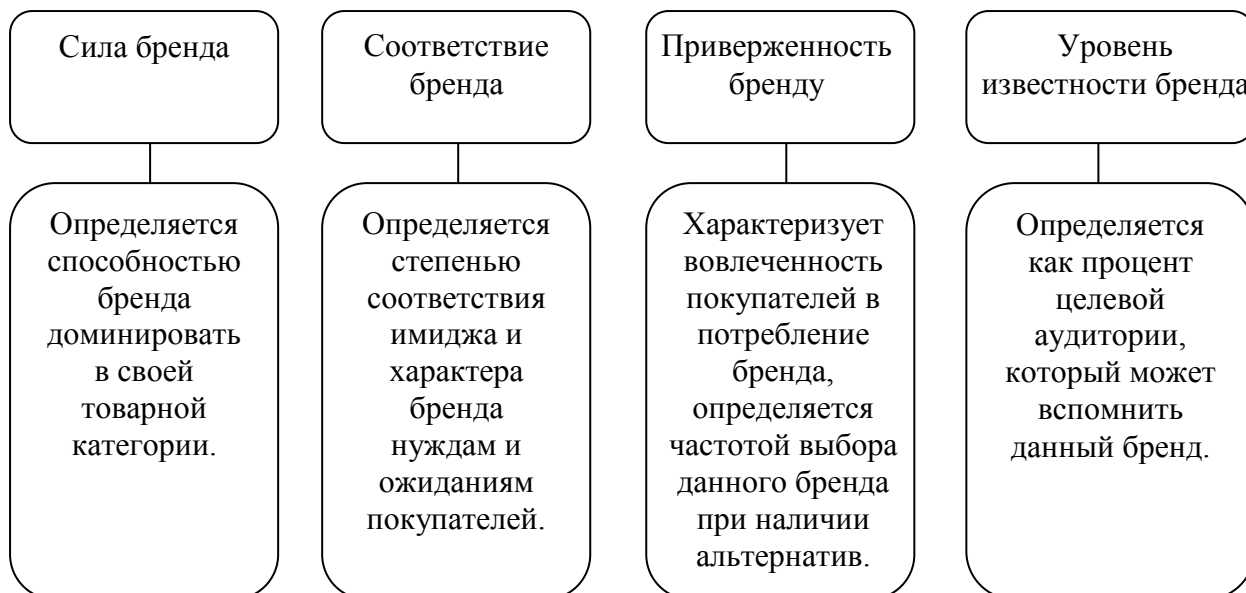 Сила бренда
Соответствие
бренда
Приверженность
бренду
Уровень
известности бренда
Определяется
способностью
бренда
доминировать
в своей
товарной
категории.
Определяется
степенью
соответствия
имиджа и
характера
бренда
нуждам и
ожиданиям
покупателей.
Характеризует
вовлеченность
покупателей в
потребление
бренда,
определяется
частотой выбора
данного бренда
при наличии
альтернатив.
Определяется
как процент
целевой
аудитории,
который может
вспомнить
данный бренд.